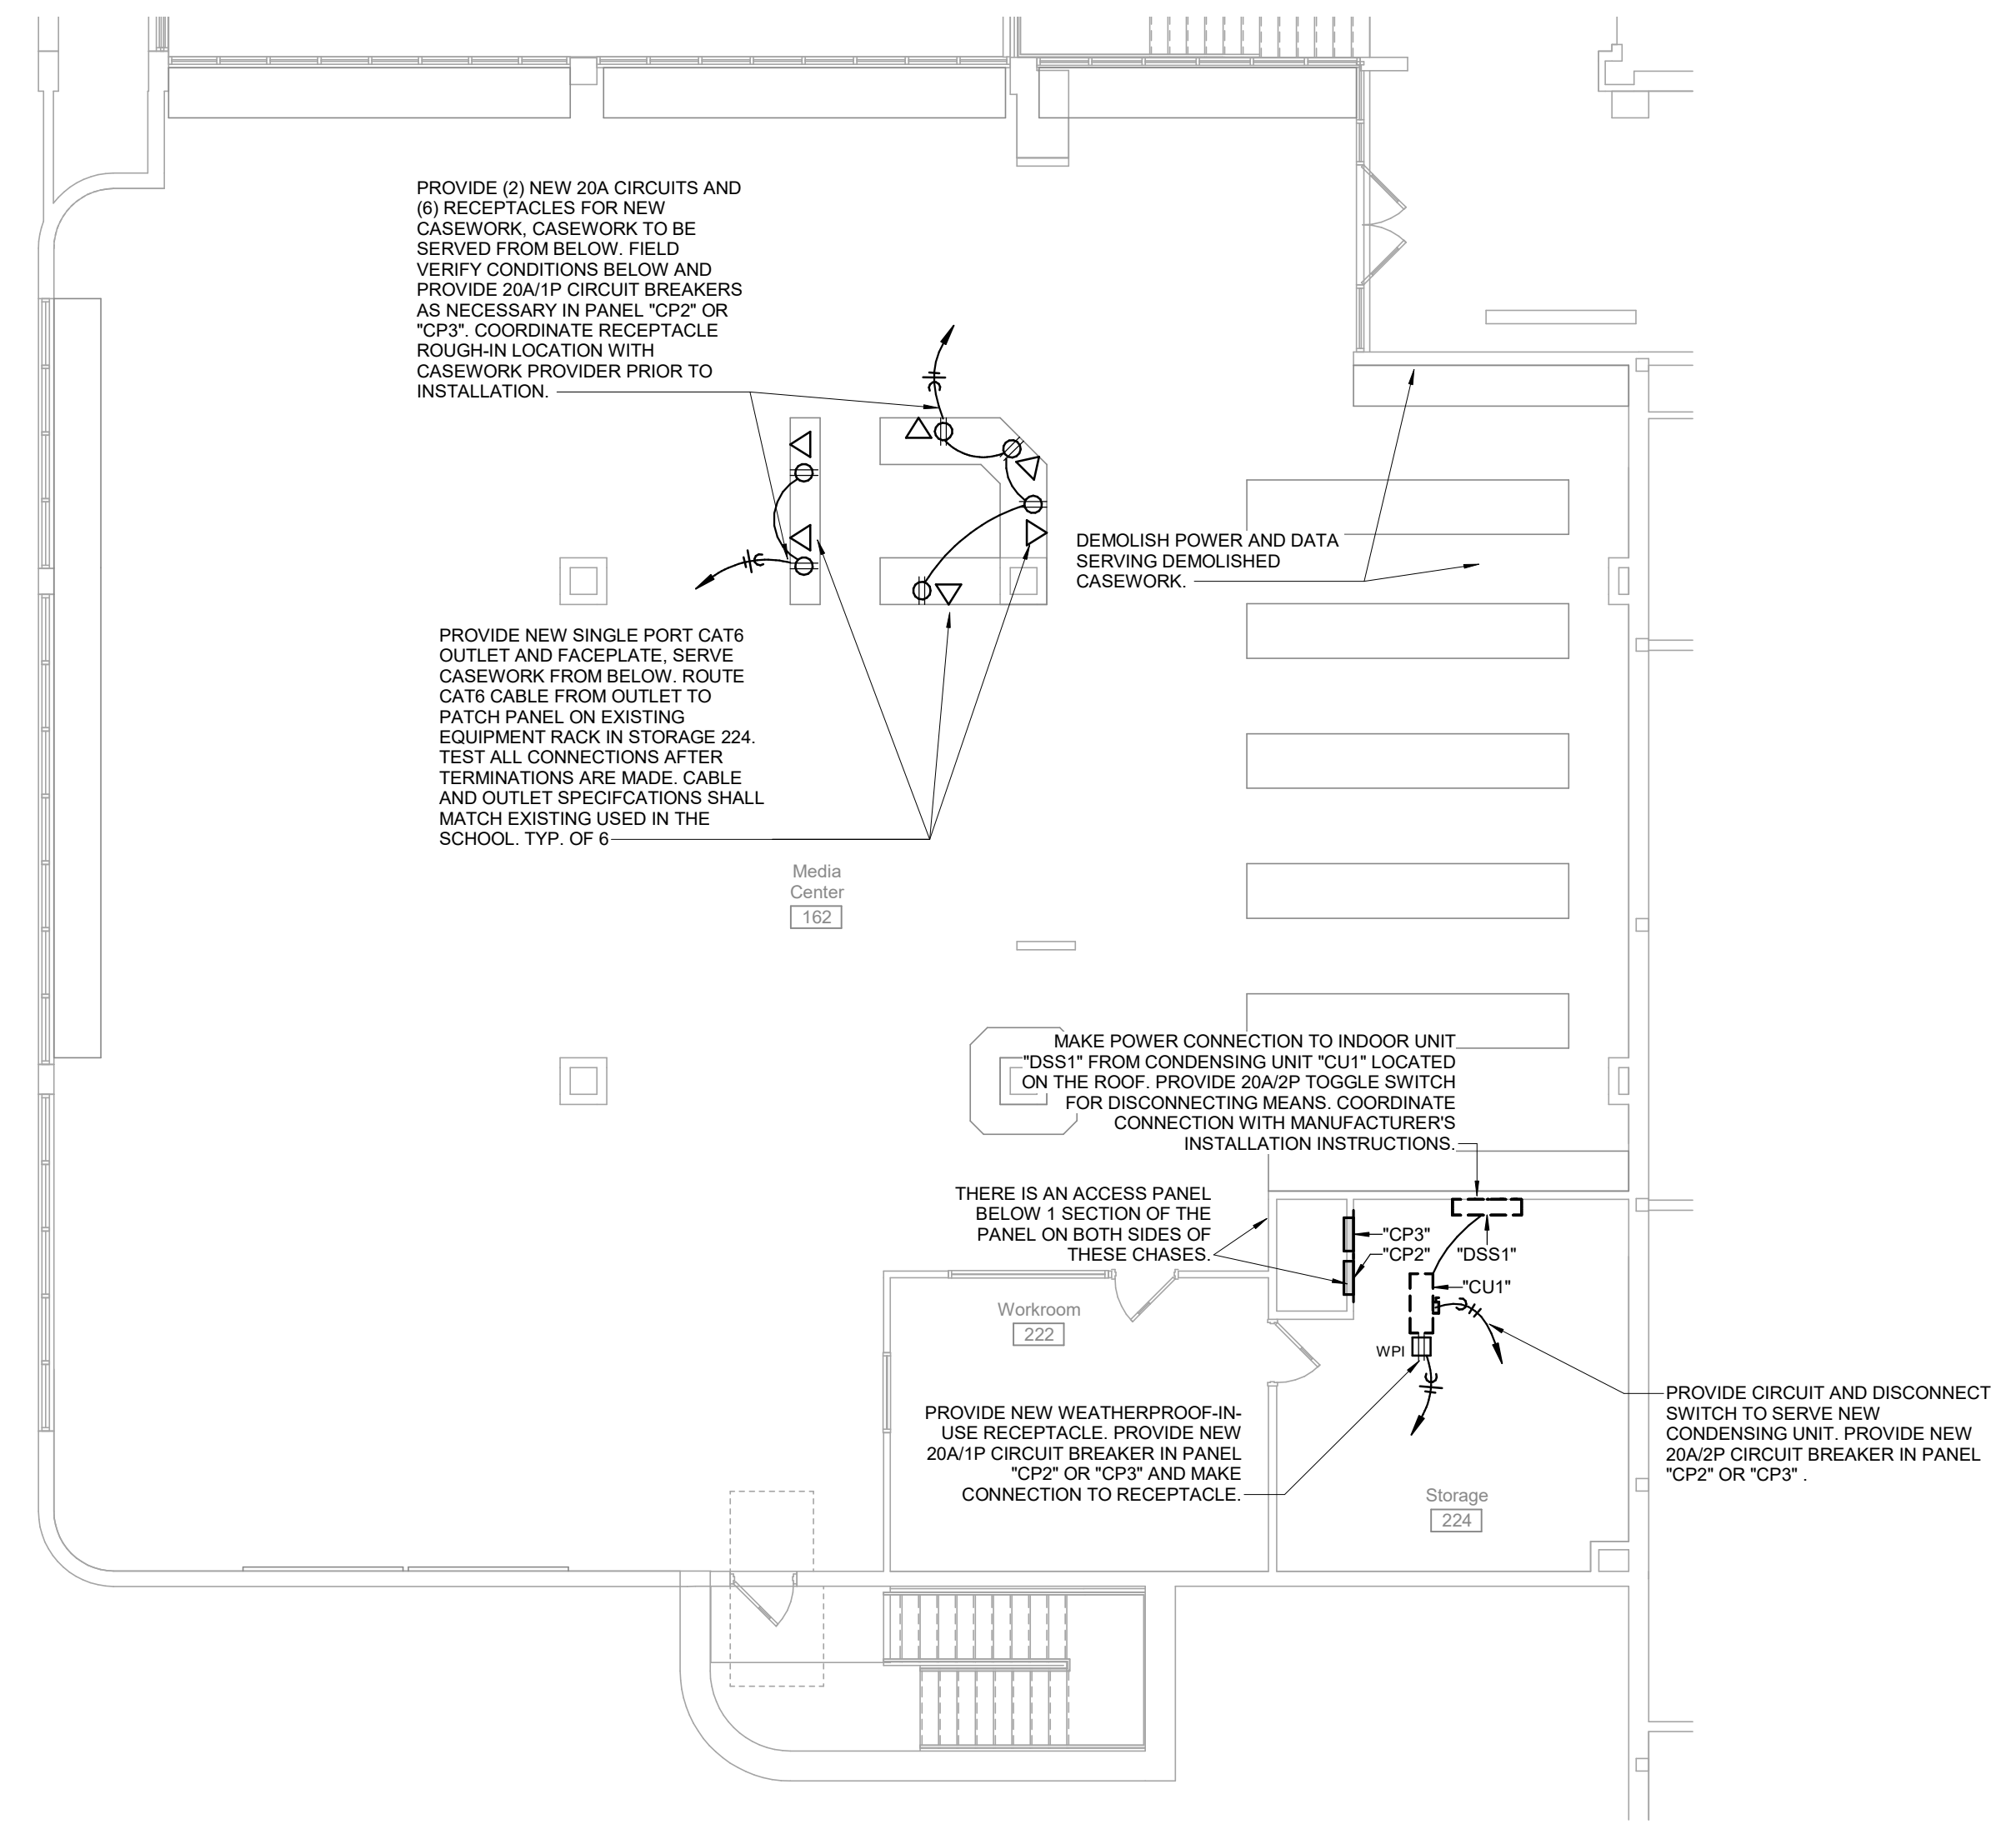 PROVIDE (2) NEW 20A CIRCUITS AND
(6) RECEPTACLES FOR NEW
CASEWORK, CASEWORK TO BE
SERVED FROM BELOW. FIELD
VERIFY CONDITIONS BELOW AND
PROVIDE 20A/1P CIRCUIT BREAKERS
AS NECESSARY IN PANEL "CP2" OR
"CP3". COORDINATE RECEPTACLE
ROUGH-IN LOCATION WITH
CASEWORK PROVIDER PRIOR TO
INSTALLATION.
DEMOLISH POWER AND DATA
SERVING DEMOLISHED
CASEWORK.
PROVIDE NEW SINGLE PORT CAT6
OUTLET AND FACEPLATE, SERVE
CASEWORK FROM BELOW. ROUTE
CAT6 CABLE FROM OUTLET TO
PATCH PANEL ON EXISTING
EQUIPMENT RACK IN STORAGE 224.
TEST ALL CONNECTIONS AFTER
TERMINATIONS ARE MADE. CABLE
AND OUTLET SPECIFCATIONS SHALL
MATCH EXISTING USED IN THE
SCHOOL. TYP. OF 6
Media
Center
162
MAKE POWER CONNECTION TO INDOOR UNIT
"DSS1" FROM CONDENSING UNIT "CU1" LOCATED
ON THE ROOF. PROVIDE 20A/2P TOGGLE SWITCH
FOR DISCONNECTING MEANS. COORDINATE
CONNECTION WITH MANUFACTURER'S
INSTALLATION INSTRUCTIONS.
THERE IS AN ACCESS PANEL
BELOW 1 SECTION OF THE
PANEL ON BOTH SIDES OF
THESE CHASES.
"CP3"
"CP2"
"DSS1"
"CU1"
Workroom
222
WPI
PROVIDE NEW WEATHERPROOF-IN-
USE RECEPTACLE. PROVIDE NEW
20A/1P CIRCUIT BREAKER IN PANEL
"CP2" OR "CP3" AND MAKE
CONNECTION TO RECEPTACLE.
PROVIDE CIRCUIT AND DISCONNECT
SWITCH TO SERVE NEW
CONDENSING UNIT. PROVIDE NEW
20A/2P CIRCUIT BREAKER IN PANEL
"CP2" OR "CP3" .
Storage
224